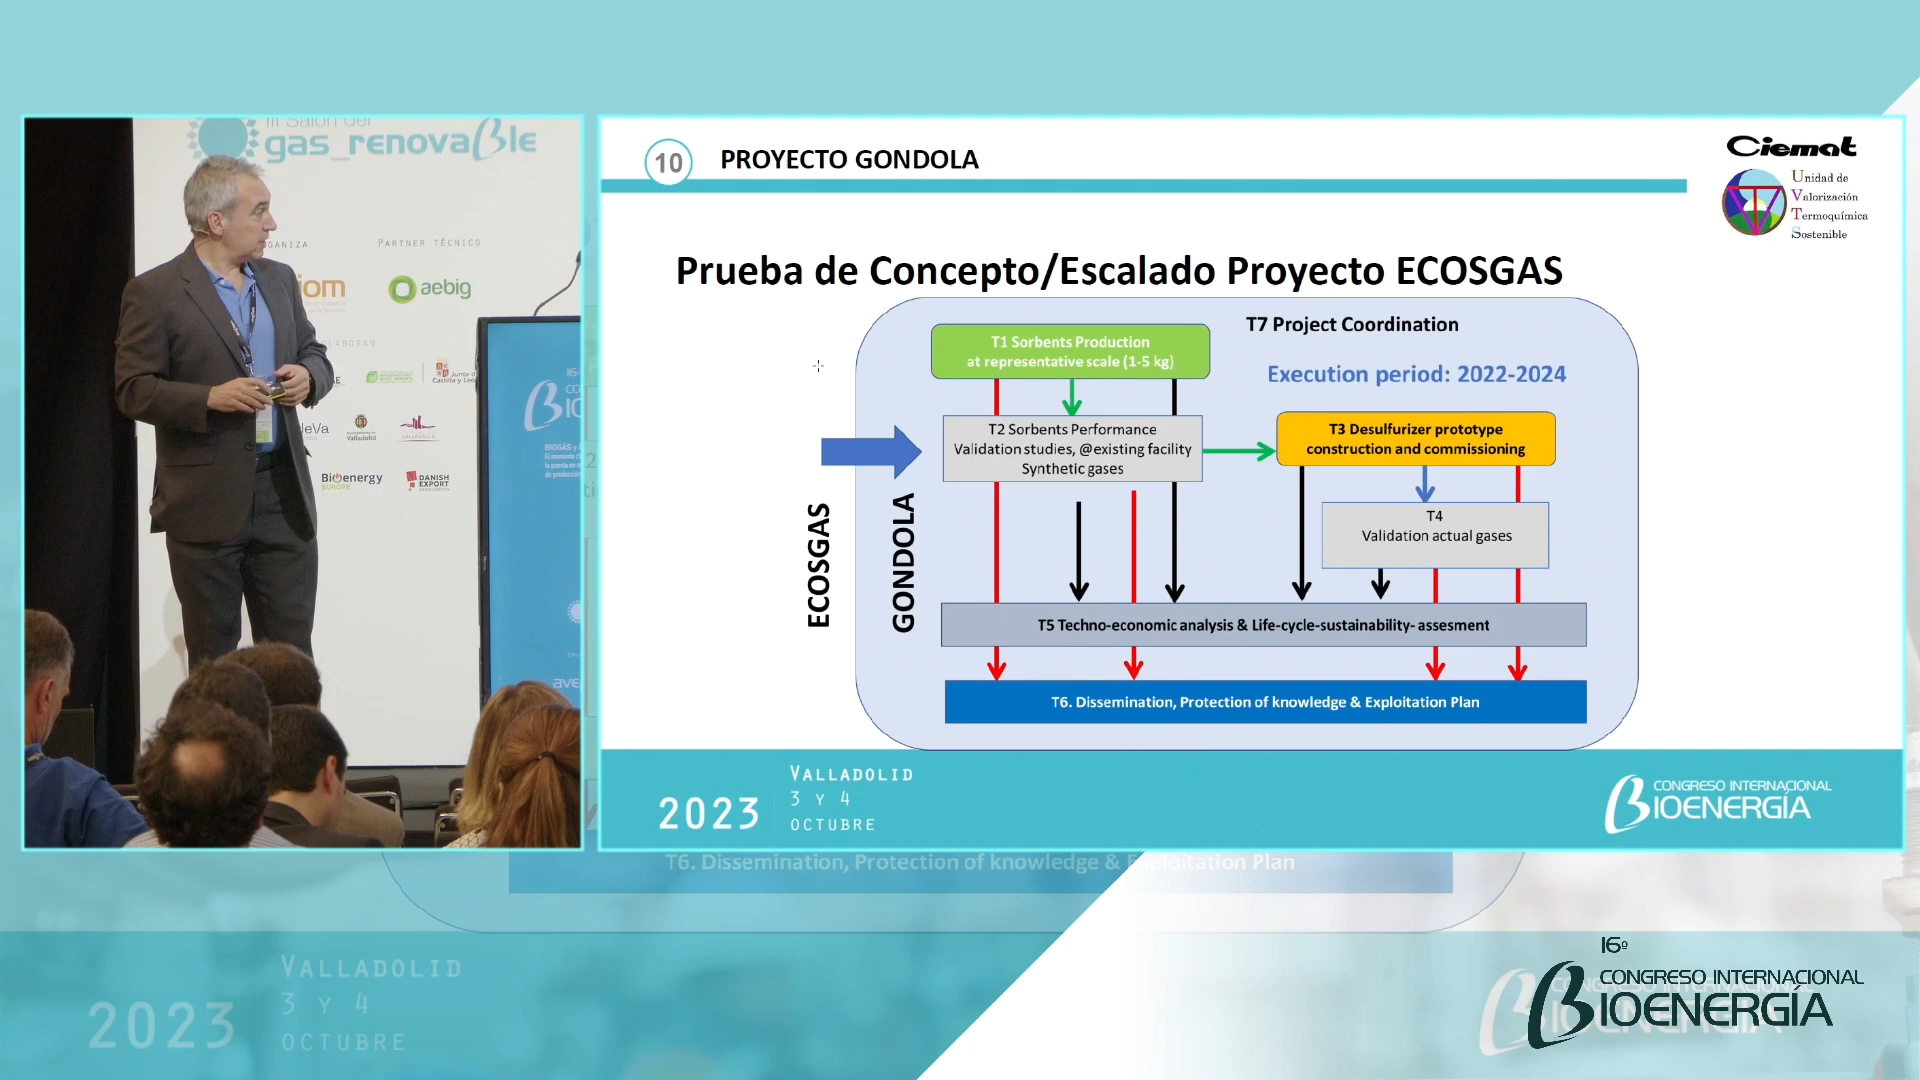 III Salón del
gas_renovable
PARTNER TÉCNICO
aebig
Junta de
Castilla y León
Valladolid
VALLADOLID
Bioenergy
EUROPE
DANISH
EXPORT
ASSOCIATION
10
PROYECTO GONDOLA
Ciemat
Unidad de
Valorización
Termoquímica
Sostenible
Prueba de Concepto/Escalado Proyecto ECOSGAS
T7 Project Coordination
Execution period: 2022-2024
T1 Sorbents Production
at representative scale (1-5 kg)
T2 Sorbents Performance
Validation studies, @existing facility
Synthetic gases
T3 Desulfurizer prototype
construction and commissioning
T4
Validation actual gases
ECOSGAS
GONDOLA
T5 Techno-economic analysis & Life-cycle-sustainability- assesment
T6. Dissemination, Protection of knowledge & Exploitation Plan
2023
VALLADOLID
3 Y 4
OCTUBRE
CONGRESO INTERNACIONAL
BIOENERGÍA
T6. Dissemination, Protection of knowledge & Exploitation Plan
2023
VALLADOLID
3 Y 4
OCTUBRE
16º
CONGRESO INTERNACIONAL
BIOENERGÍA